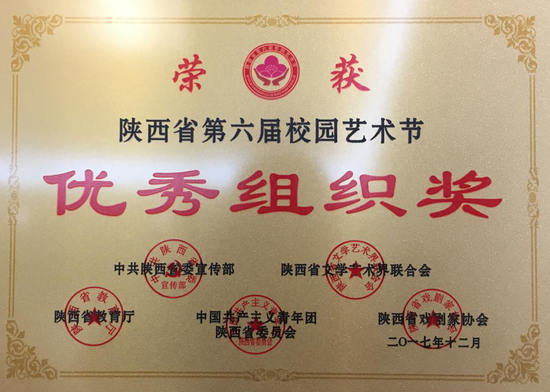 荣获
陕西省第六届校园艺术节
优秀组织奖
中共陕西省委宣传部 陕西省文学艺术界联合会
陕西省教育厅 中国共产主义青年团 陕西省戏剧家协会
陕西省委员会 二〇一七年十二月